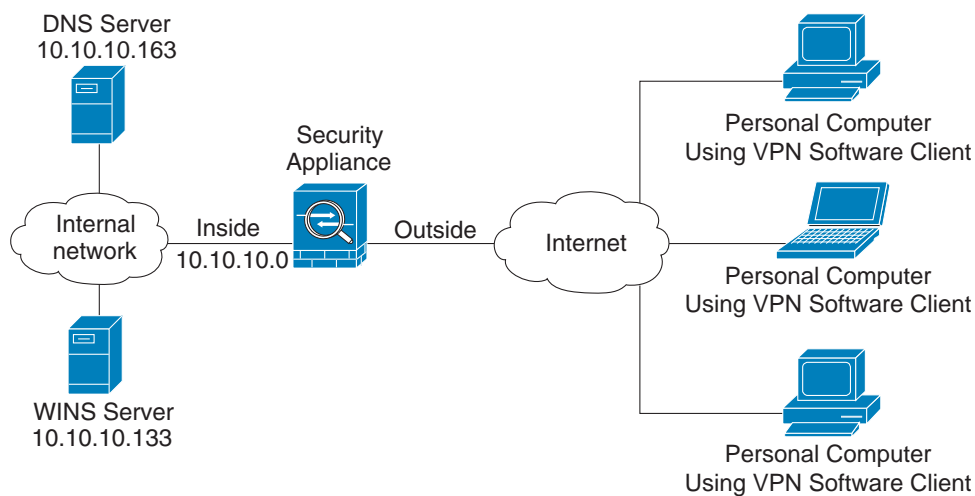 DNS Server
10.10.10.163
Security
Appliance
Personal Computer
Using VPN Software Client
Internal
network
Inside
10.10.10.0
Outside
Internet
Personal Computer
Using VPN Software Client
WINS Server
10.10.10.133
Personal Computer
Using VPN Software Client